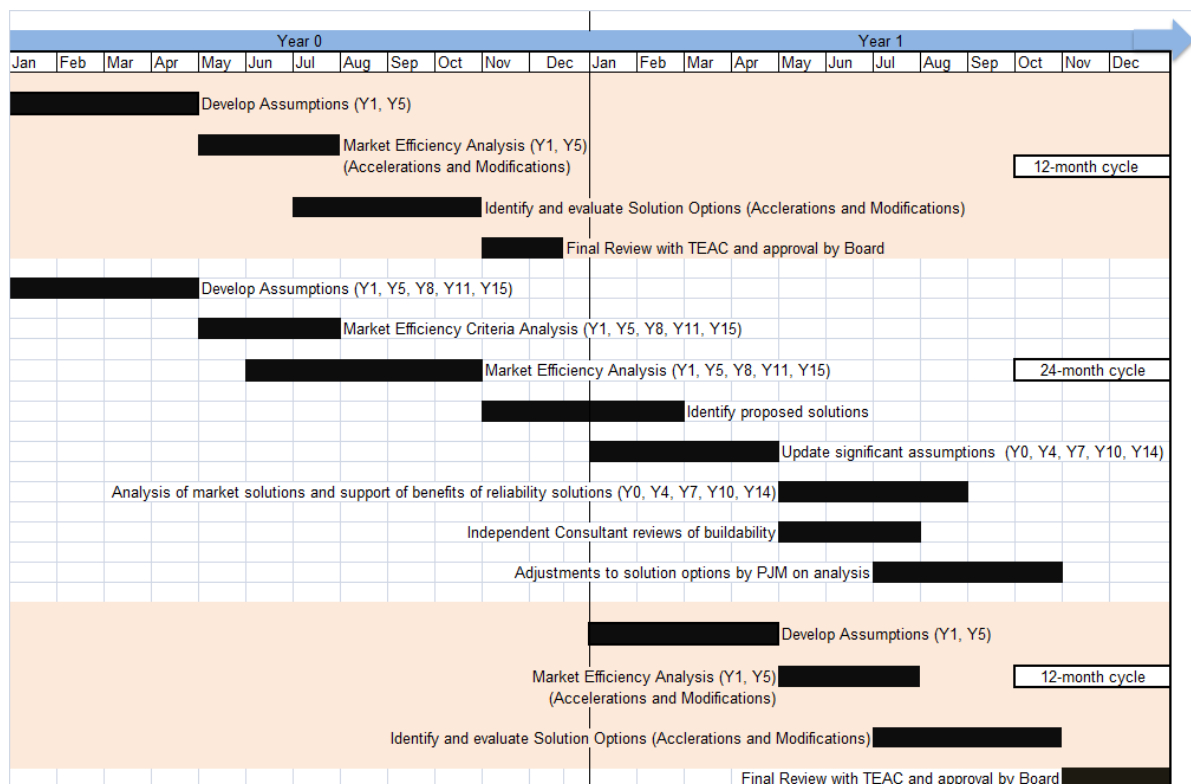 Year 0
Year 1
Jan Feb Mar Apr May Jun Jul Aug Sep Oct Nov Dec Jan Feb Mar Apr May Jun Jul Aug Sep Oct Nov Dec
Develop Assumptions (Y1, Y5)
Market Efficiency Analysis (Y1, Y5)
(Accelerations and Modifications)
12-month cycle
Identify and evaluate Solution Options (Acclerations and Modifications)
Final Review with TEAC and approval by Board
Develop Assumptions (Y1, Y5, Y8, Y11, Y15)
Market Efficiency Criteria Analysis (Y1, Y5, Y8, Y11, Y15)
Market Efficiency Analysis (Y1, Y5, Y8, Y11, Y15)
24-month cycle
Identify proposed solutions
Update significant assumptions (Y0, Y4, Y7, Y10, Y14)
Analysis of market solutions and support of benefits of reliability solutions (Y0, Y4, Y7, Y10, Y14)
Independent Consultant reviews of buildability
Adjustments to solution options by PJM on analysis
Develop Assumptions (Y1, Y5)
Market Efficiency Analysis (Y1, Y5)
(Accelerations and Modifications)
12-month cycle
Identify and evaluate Solution Options (Acclerations and Modifications)
Final Review with TEAC and approval by Board